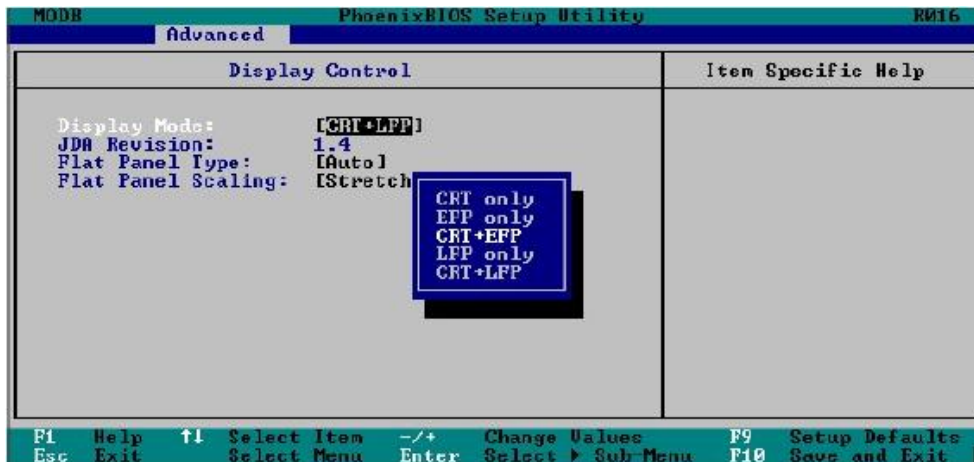 MODB PhoenixBIOS Setup Utility R016
Advanced
Display Control Item Specific Help
Display Mode: [CRT+LFP]
JDA Revision: 1.4
Flat Panel Type: [Auto]
Flat Panel Scaling: [Stretch
CRT only
EFP only
CRT+EFP
LFP only
CRT+LFP
F1 Help ↑↓ Select Item -/+ Change Values F9 Setup Defaults
Esc Exit Select Menu Enter Select ▶ Sub-Menu F10 Save and Exit